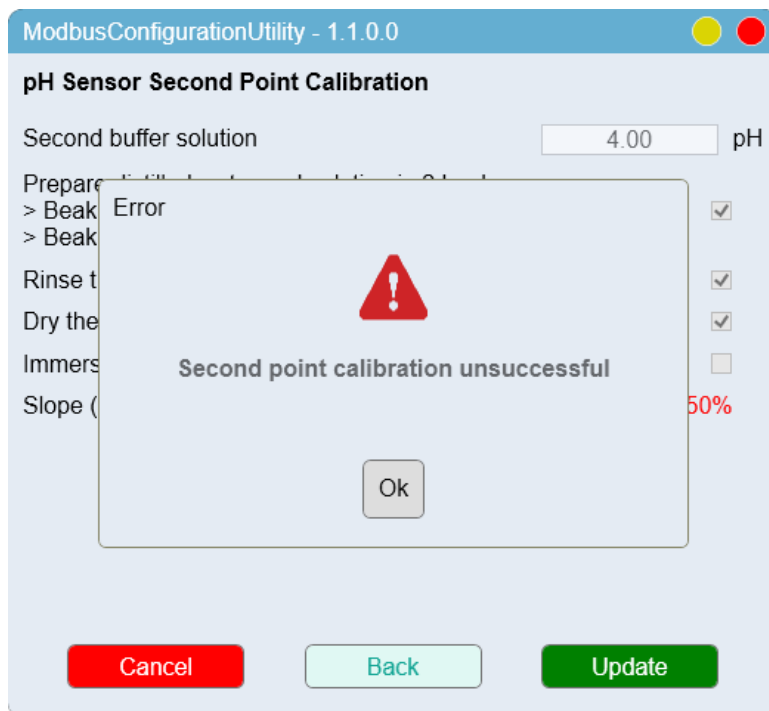 ModbusConfigurationUtility - 1.1.0.0
pH Sensor Second Point Calibration
Second buffer solution 4.00 pH
Prepare
> Beak
> Beak
Error
Rinse t
Dry the
Immers
Second point calibration unsuccessful
Slope ( 50%
Ok
Cancel Back Update